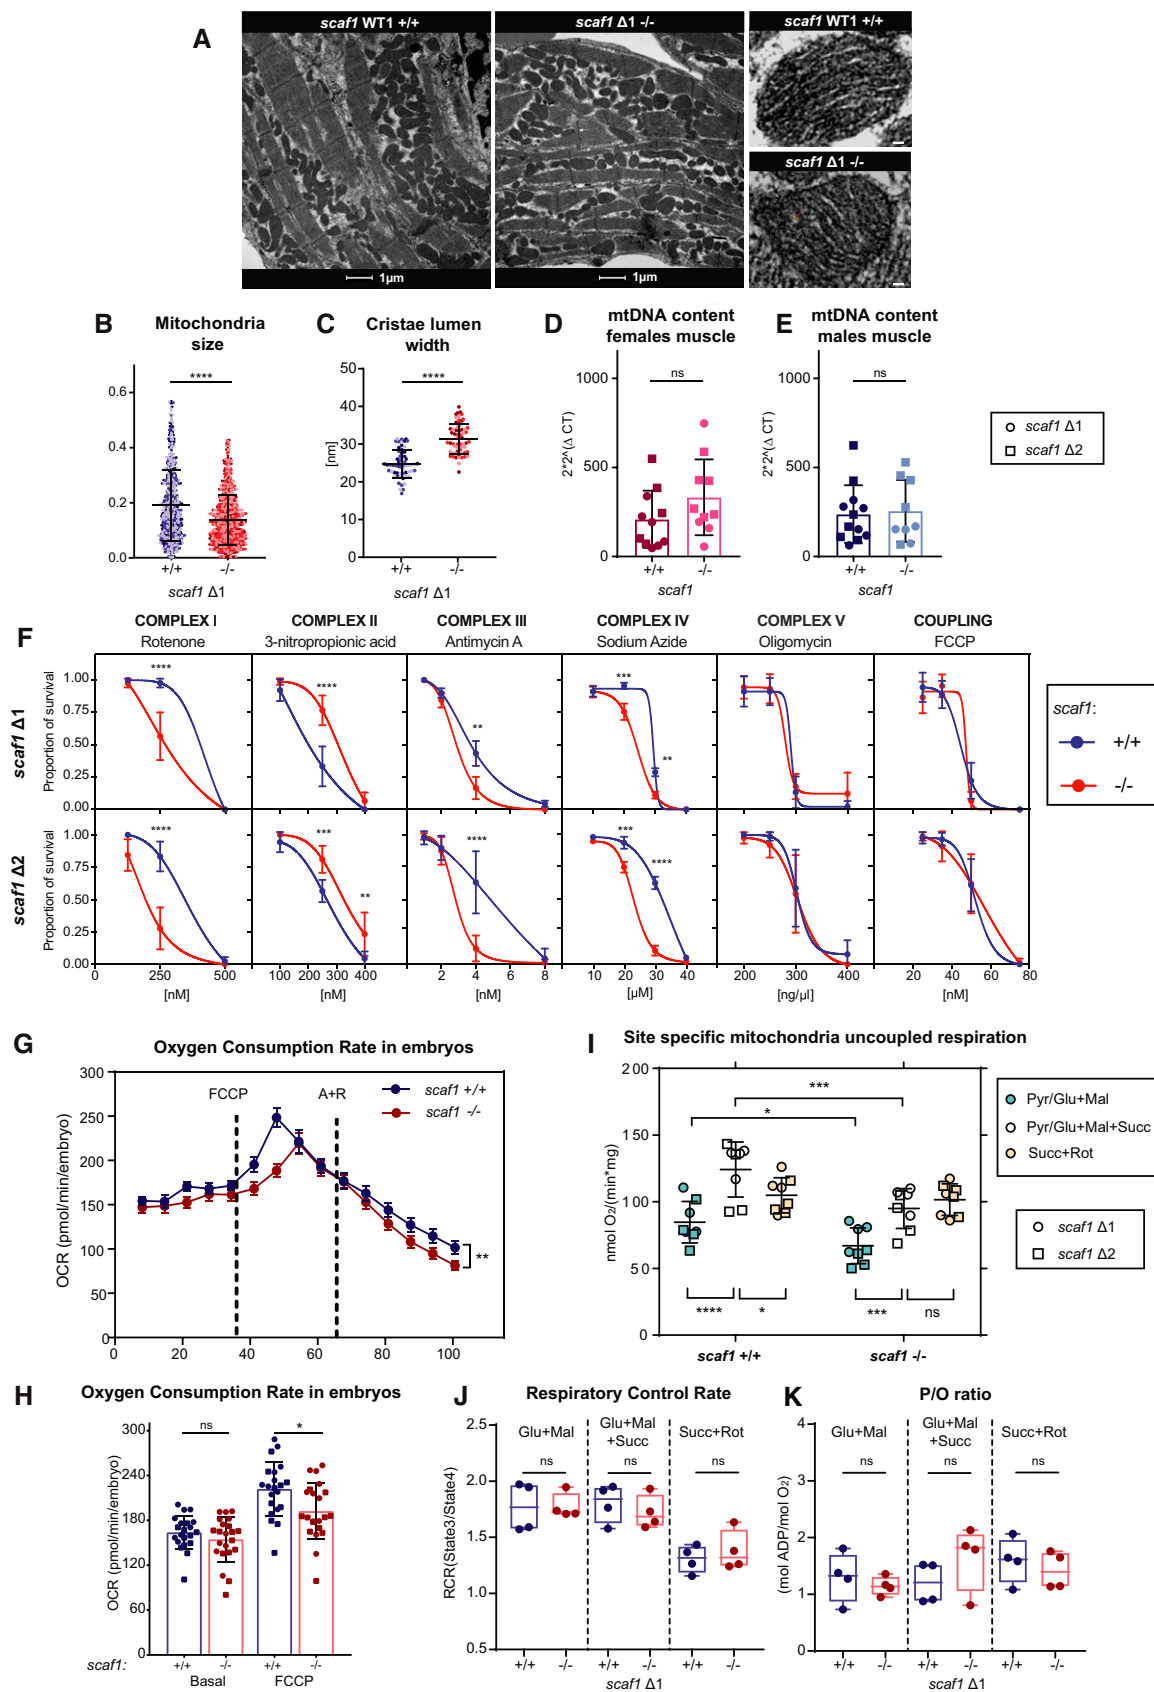 A
scaf1 WT1 +/+
scaf1 Δ1 -/-
scaf1 WT1 +/+
scaf1 Δ1 -/-
1µm
1µm
B
Mitochondria
size
****
0.6
0.4
0.2
0.0
+/+
-/-
scaf1 Δ1
C
Cristae lumen
width
****
[nm]
50
40
30
20
10
0
+/+
-/-
scaf1 Δ1
D
mtDNA content
females muscle
ns
2*2^(Δ CT)
1000
500
0
+/+
-/-
scaf1
E
mtDNA content
males muscle
ns
2*2^(Δ CT)
1000
500
0
+/+
-/-
scaf1
scaf1 Δ1
scaf1 Δ2
F
COMPLEX I
Rotenone
COMPLEX II
3-nitropropionic acid
COMPLEX III
Antimycin A
COMPLEX IV
Sodium Azide
COMPLEX V
Oligomycin
COUPLING
FCCP
scaf1 Δ1
Proportion of survival
1.00
0.75
0.50
0.25
0.00
****
****
**
***
**
scaf1:
+/+
-/-
scaf1 Δ2
Proportion of survival
1.00
0.75
0.50
0.25
0.00
****
***
**
****
***
****
0 250 500
[nM]
100 200 300 400
[nM]
2 4 6 8
[nM]
10 20 30 40
[µM]
200 300 400
[ng/µl]
20 40 60 80
[nM]
G
Oxygen Consumption Rate in embryos
OCR (pmol/min/embryo)
300
250
200
150
100
50
0
FCCP
A+R
scaf1 +/+
scaf1 -/-
**
0 20 40 60 80 100
I
Site specific mitochondria uncoupled respiration
nmol O₂/(min*mg)
200
150
100
50
0
***
*
****
*
***
ns
scaf1 +/+
scaf1 -/-
Pyr/Glu+Mal
Pyr/Glu+Mal+Succ
Succ+Rot
scaf1 Δ1
scaf1 Δ2
H
Oxygen Consumption Rate in embryos
OCR (pmol/min/embryo)
300
240
180
120
60
0
ns
*
scaf1:
+/+
-/-
+/+
-/-
Basal
FCCP
J
Respiratory Control Rate
RCR(State3/State4)
2.5
2.0
1.5
1.0
0.5
Glu+Mal
Glu+Mal
+Succ
Succ+Rot
ns
ns
ns
+/+ -/- +/+ -/- +/+ -/-
scaf1 Δ1
K
P/O ratio
(mol ADP/mol O₂)
4
3
2
1
0
Glu+Mal
Glu+Mal
+Succ
Succ+Rot
ns
ns
ns
+/+ -/- +/+ -/- +/+ -/-
scaf1 Δ1